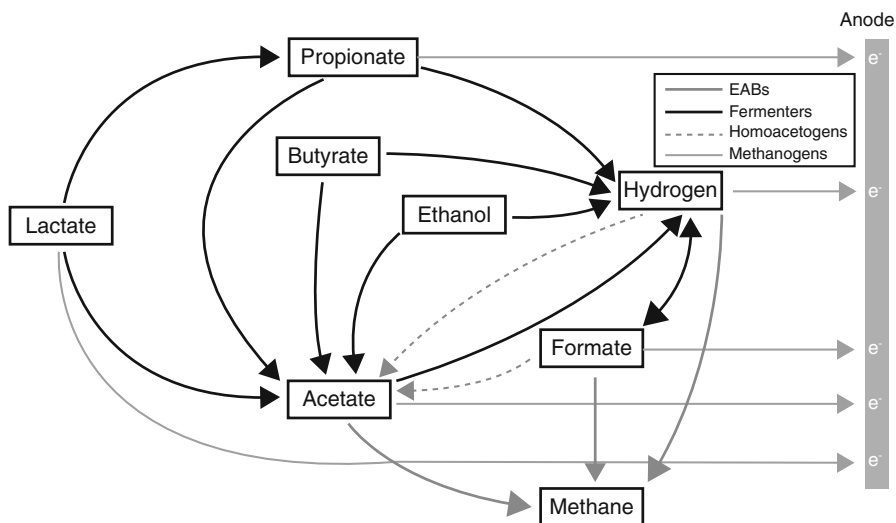 Anode
Propionate
e-
EABs
Fermenters
Homoacetogens
Methanogens
Butyrate
Hydrogen
e-
Ethanol
Lactate
Formate
e-
Acetate
e-
e-
Methane